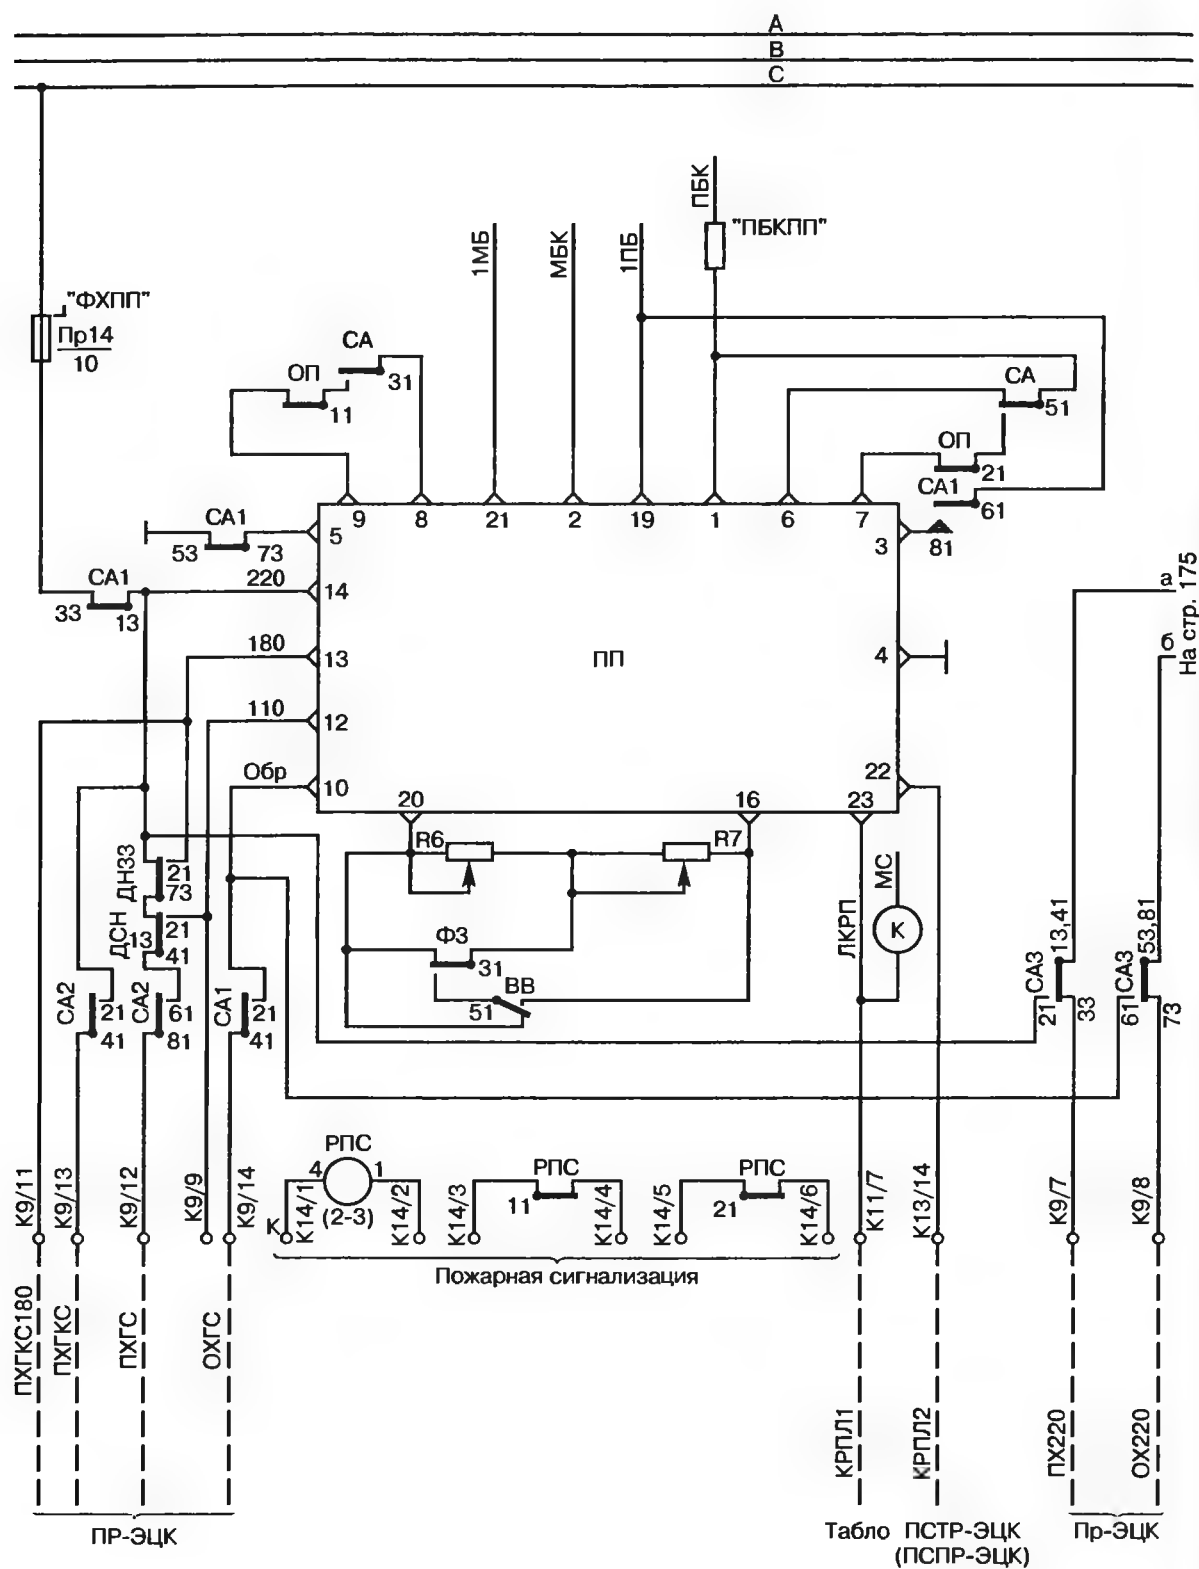 А
В
С
ПБК
"ПБКПП"
1МБ
МБК
1ПБ
"ФХПП"
Пр14
10
СА
31
ОП
11
СА
51
ОП
21
СА1
61
81
9
8
21
2
19
1
6
7
СА1
53
73
5
3
220
14
СА1
33
13
180
13
ПП
4
110
12
Обр
10
20
16
23
22
а
б
На стр. 175
R6
R7
ДН33
21
73
ДСН
13
21
41
Ф3
31
ВВ
51
ЛКРП
МС
К
СА2
21
41
СА2
61
81
СА1
21
41
СА3
13,41
21
33
СА3
53,81
61
73
К9/11
К9/13
К9/12
К9/9
К9/14
РПС
4
1
(2-3)
К
К14/1
К14/2
РПС
11
К14/3
К14/4
РПС
21
К14/5
К14/6
К11/7
К13/14
К9/7
К9/8
Пожарная сигнализация
ПХГКС180
ПХГКС
ПХГС
ОХГС
КРПЛ1
КРПЛ2
ПХ220
ОХ220
ПР-ЭЦК
Табло
ПСТР-ЭЦК
(ПСПР-ЭЦК)
Пр-ЭЦК